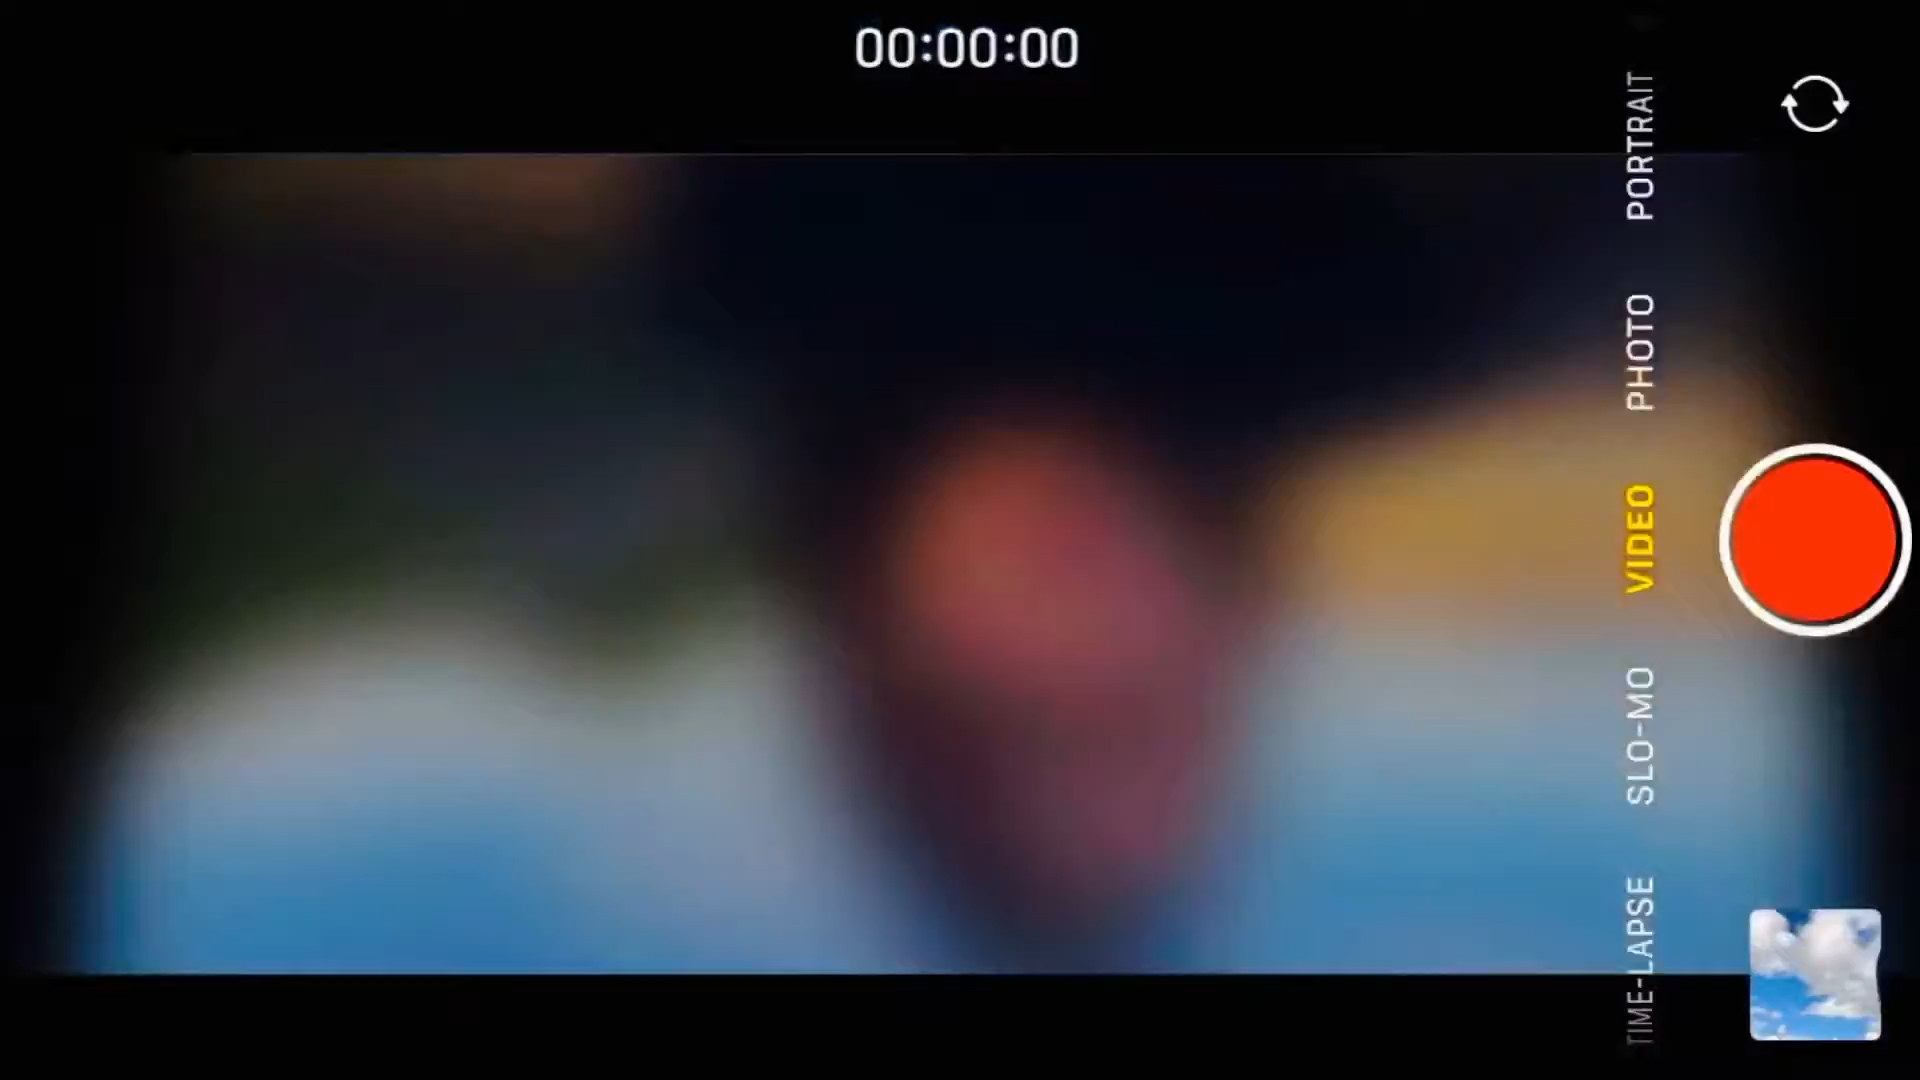 00:00:00
PORTRAIT
PHOTO
VIDEO
SLO-MO
TIME-LAPSE